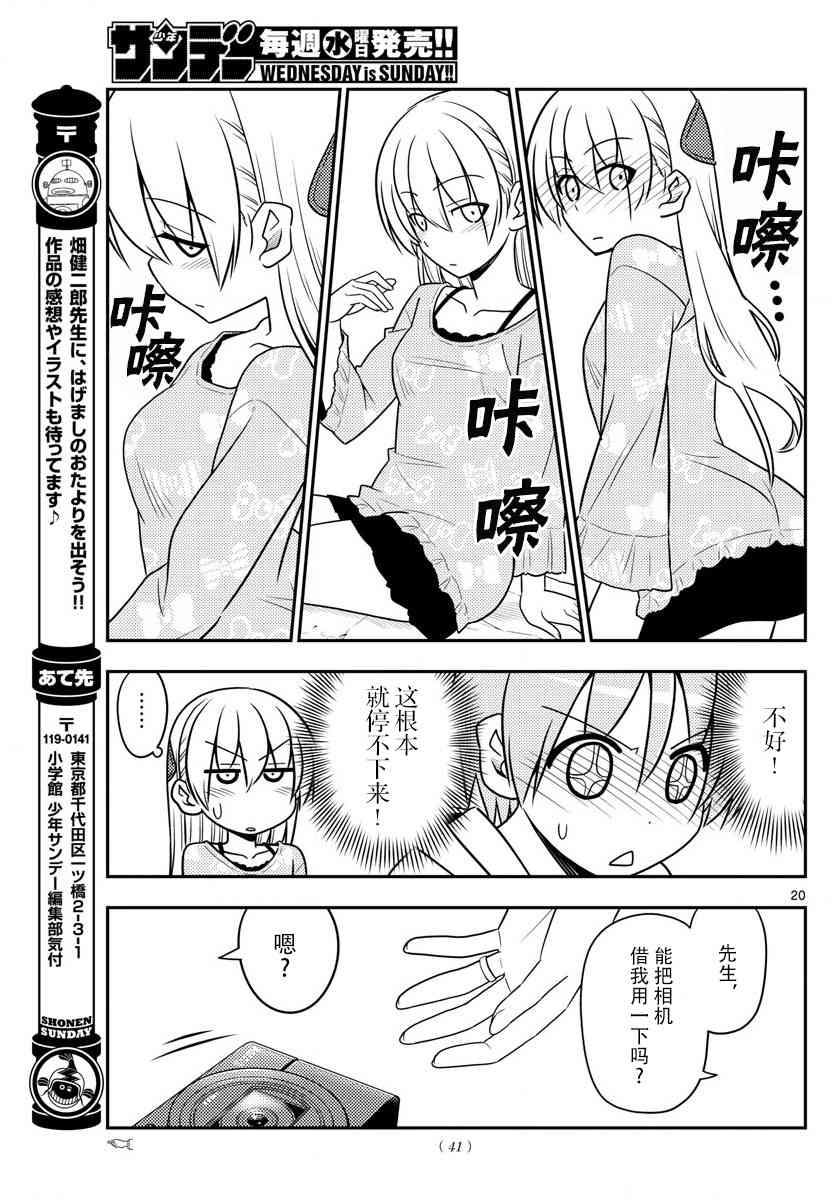 少年
サンデー
毎週水曜日発売!!
WEDNESDAY is SUNDAY!!
咔嚓…
咔嚓
咔嚓
不好!
这根本
就停不下来!
……
20
先生,
能把相机
借我用一下吗?
嗯?
〒
畑健二郎先生に、はげましのおたよりを出そう!!
作品の感想やイラストも待ってます♪
あて先
〒
119-0141
東京都千代田区一ツ橋2-3-1
小学館 少年サンデー編集部気付
SHONEN
SUNDAY
(41)